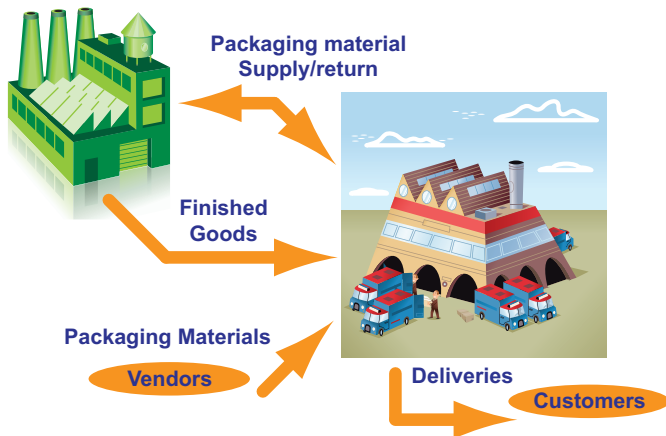 Packaging material
Supply/return
Finished
Goods
Packaging Materials
Vendors
Deliveries
Customers